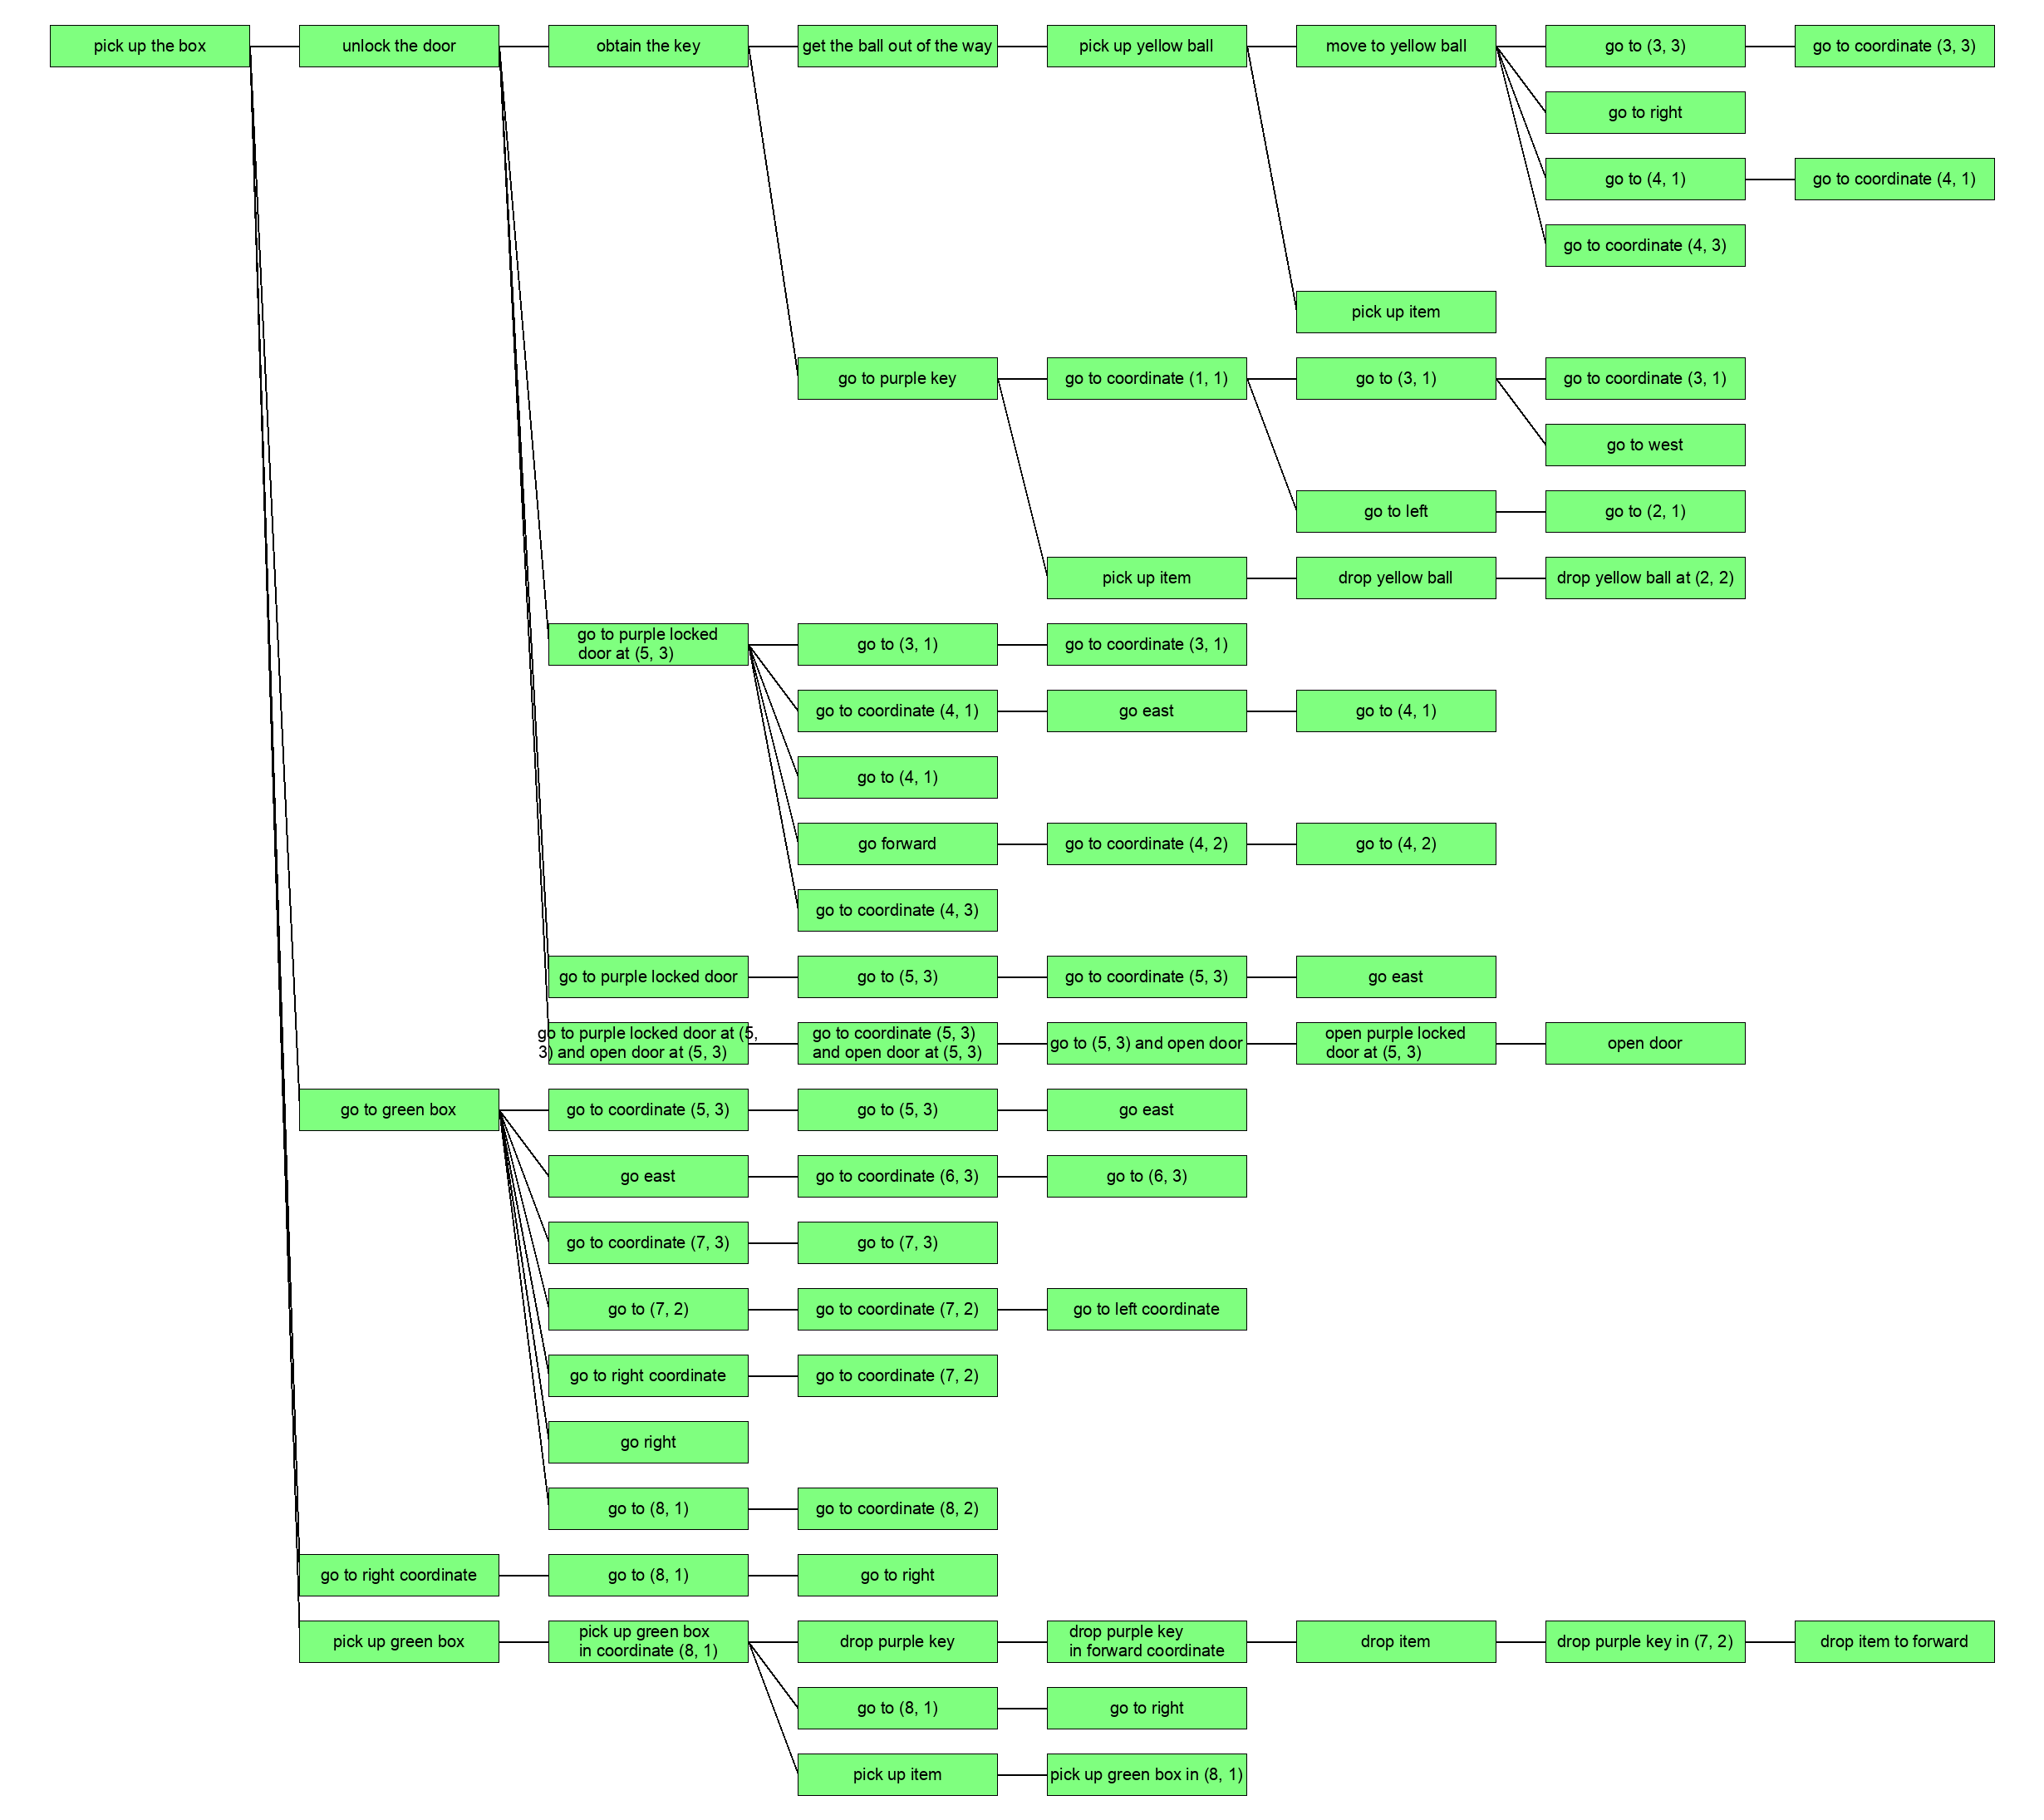 pick up the box
unlock the door
obtain the key
get the ball out of the way
pick up yellow ball
move to yellow ball
go to (3, 3)
go to coordinate (3, 3)
go to right
go to (4, 1)
go to coordinate (4, 1)
go to coordinate (4, 3)
pick up item
go to purple key
go to coordinate (1, 1)
go to (3, 1)
go to coordinate (3, 1)
go to west
go to left
go to (2, 1)
pick up item
drop yellow ball
drop yellow ball at (2, 2)
go to purple locked
door at (5, 3)
go to (3, 1)
go to coordinate (3, 1)
go to coordinate (4, 1)
go east
go to (4, 1)
go to (4, 1)
go forward
go to coordinate (4, 2)
go to (4, 2)
go to coordinate (4, 3)
go to purple locked door
go to (5, 3)
go to coordinate (5, 3)
go east
go to purple locked door at (5,
3) and open door at (5, 3)
go to coordinate (5, 3)
and open door at (5, 3)
go to (5, 3) and open door
open purple locked
door at (5, 3)
open door
go to green box
go to coordinate (5, 3)
go to (5, 3)
go east
go east
go to coordinate (6, 3)
go to (6, 3)
go to coordinate (7, 3)
go to (7, 3)
go to (7, 2)
go to coordinate (7, 2)
go to left coordinate
go to right coordinate
go to coordinate (7, 2)
go right
go to (8, 1)
go to coordinate (8, 2)
go to right coordinate
go to (8, 1)
go to right
pick up green box
pick up green box
in coordinate (8, 1)
drop purple key
drop purple key
in forward coordinate
drop item
drop purple key in (7, 2)
drop item to forward
go to (8, 1)
go to right
pick up item
pick up green box in (8, 1)